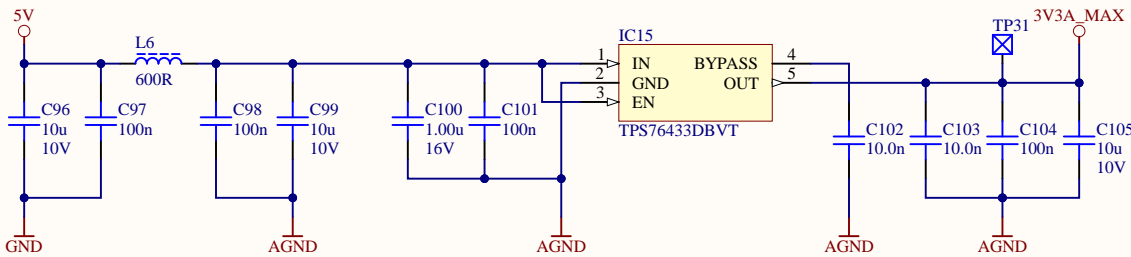 5V
L6
600R
C96
10u
10V
C97
100n
GND
C98
100n
C99
10u
10V
AGND
C100
1.00u
16V
C101
100n
AGND
IC15
1
IN
2
GND
3
EN
BYPASS
4
OUT
5
TPS76433DBVT
TP31
3V3A_MAX
C102
10.0n
AGND
C103
10.0n
C104
100n
C105
10u
10V
AGND